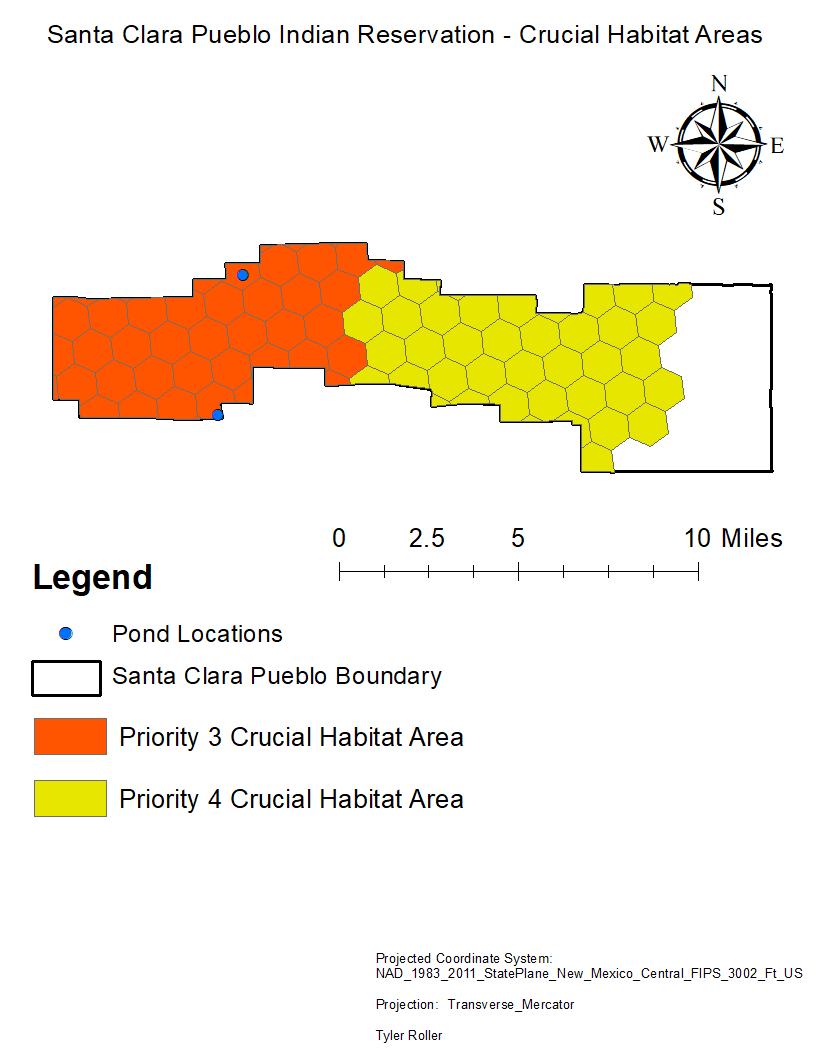 Santa Clara Pueblo Indian Reservation - Crucial Habitat Areas
N
W E
S
0 2.5 5 10 Miles
Legend
Pond Locations
Santa Clara Pueblo Boundary
Priority 3 Crucial Habitat Area
Priority 4 Crucial Habitat Area
Projected Coordinate System:
NAD_1983_2011_StatePlane_New_Mexico_Central_FIPS_3002_Ft_US
Projection: Transverse_Mercator
Tyler Roller